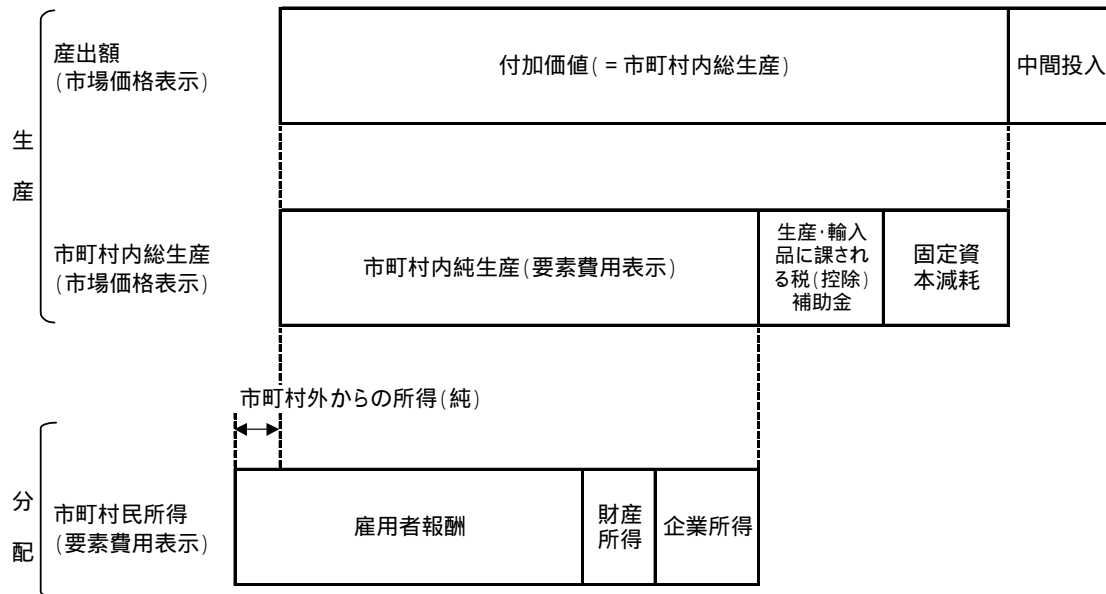 産出額
(市場価格表示)
付加価値( = 市町村内総生産)
中間投入
生
産
市町村内総生産
(市場価格表示)
市町村内純生産(要素費用表示)
生産・輸入
品に課され
る税(控除)
補助金
固定資
本減耗
市町村外からの所得(純)
分
配
市町村民所得
(要素費用表示)
雇用者報酬
財産
所得
企業所得